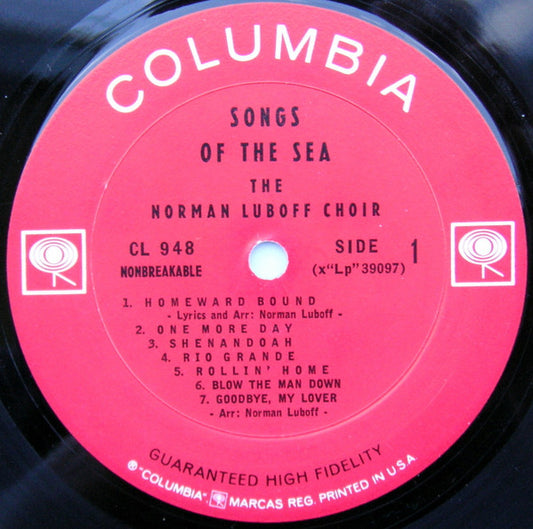 COLUMBIA
SONGS
OF THE SEA
THE
NORMAN LUBOFF CHOIR
CL 948
NONBREAKABLE
SIDE 1
(x"Lp" 39097)
1. HOMEWARD BOUND
- Lyrics and Arr: Norman Luboff -
2. ONE MORE DAY
3. SHENANDOAH
4. RIO GRANDE
5. ROLLIN' HOME
6. BLOW THE MAN DOWN
7. GOODBYE, MY LOVER
- Arr: Norman Luboff -
GUARANTEED HIGH FIDELITY
® "COLUMBIA", MARCAS REG. PRINTED IN U.S.A.